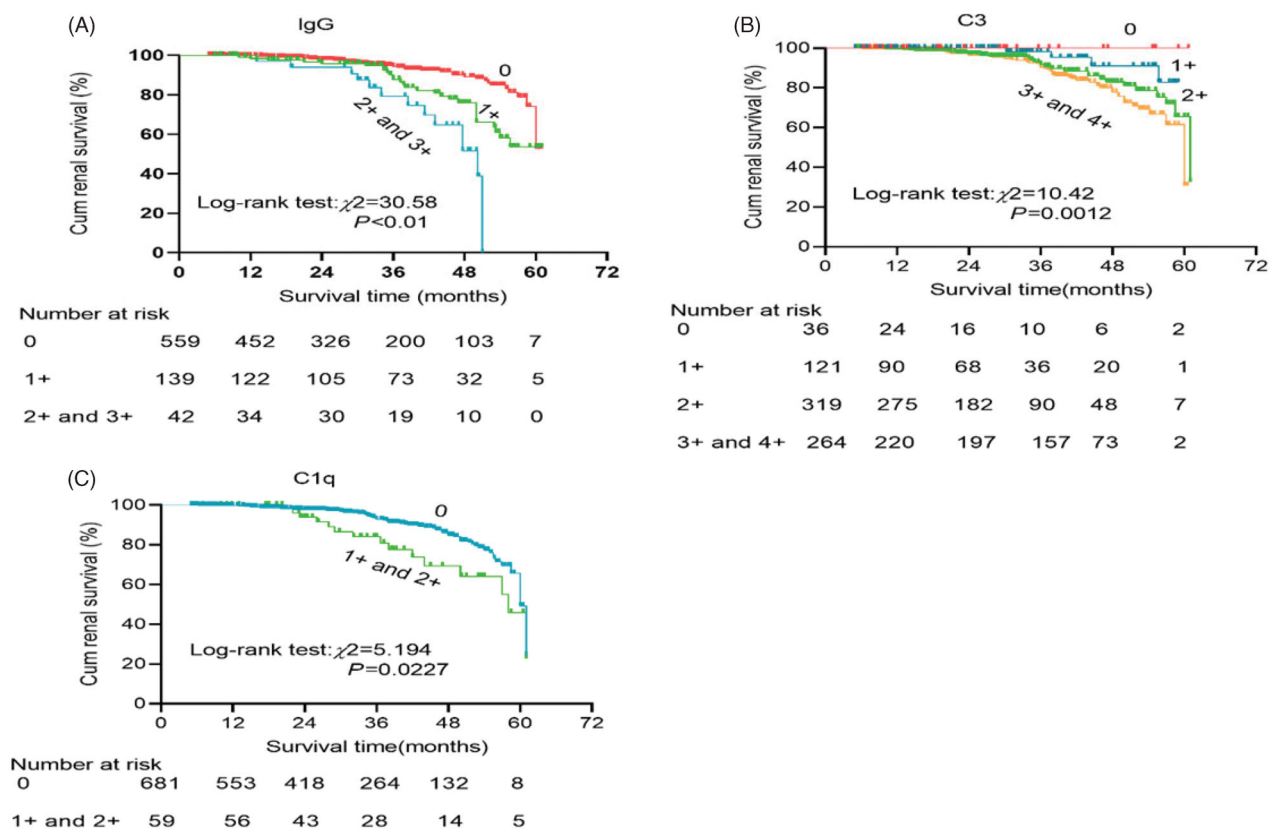 (A)
IgG
100
80
60
40
20
0
Cum renal survival (%)
0
1+
2+ and 3+
Log-rank test:χ2=30.58
P<0.01
0 12 24 36 48 60 72
Survival time (months)
Number at risk
0 559 452 326 200 103 7
1+ 139 122 105 73 32 5
2+ and 3+ 42 34 30 19 10 0
(B)
C3
100
80
60
40
20
0
Cum renal survival (%)
0
1+
2+
3+ and 4+
Log-rank test:χ2=10.42
P=0.0012
0 12 24 36 48 60 72
Survival time(months)
Number at risk
0 36 24 16 10 6 2
1+ 121 90 68 36 20 1
2+ 319 275 182 90 48 7
3+ and 4+ 264 220 197 157 73 2
(C)
C1q
100
80
60
40
20
0
Cum renal survival (%)
0
1+ and 2+
Log-rank test:χ2=5.194
P=0.0227
0 12 24 36 48 60 72
Survival time(months)
Number at risk
0 681 553 418 264 132 8
1+ and 2+ 59 56 43 28 14 5